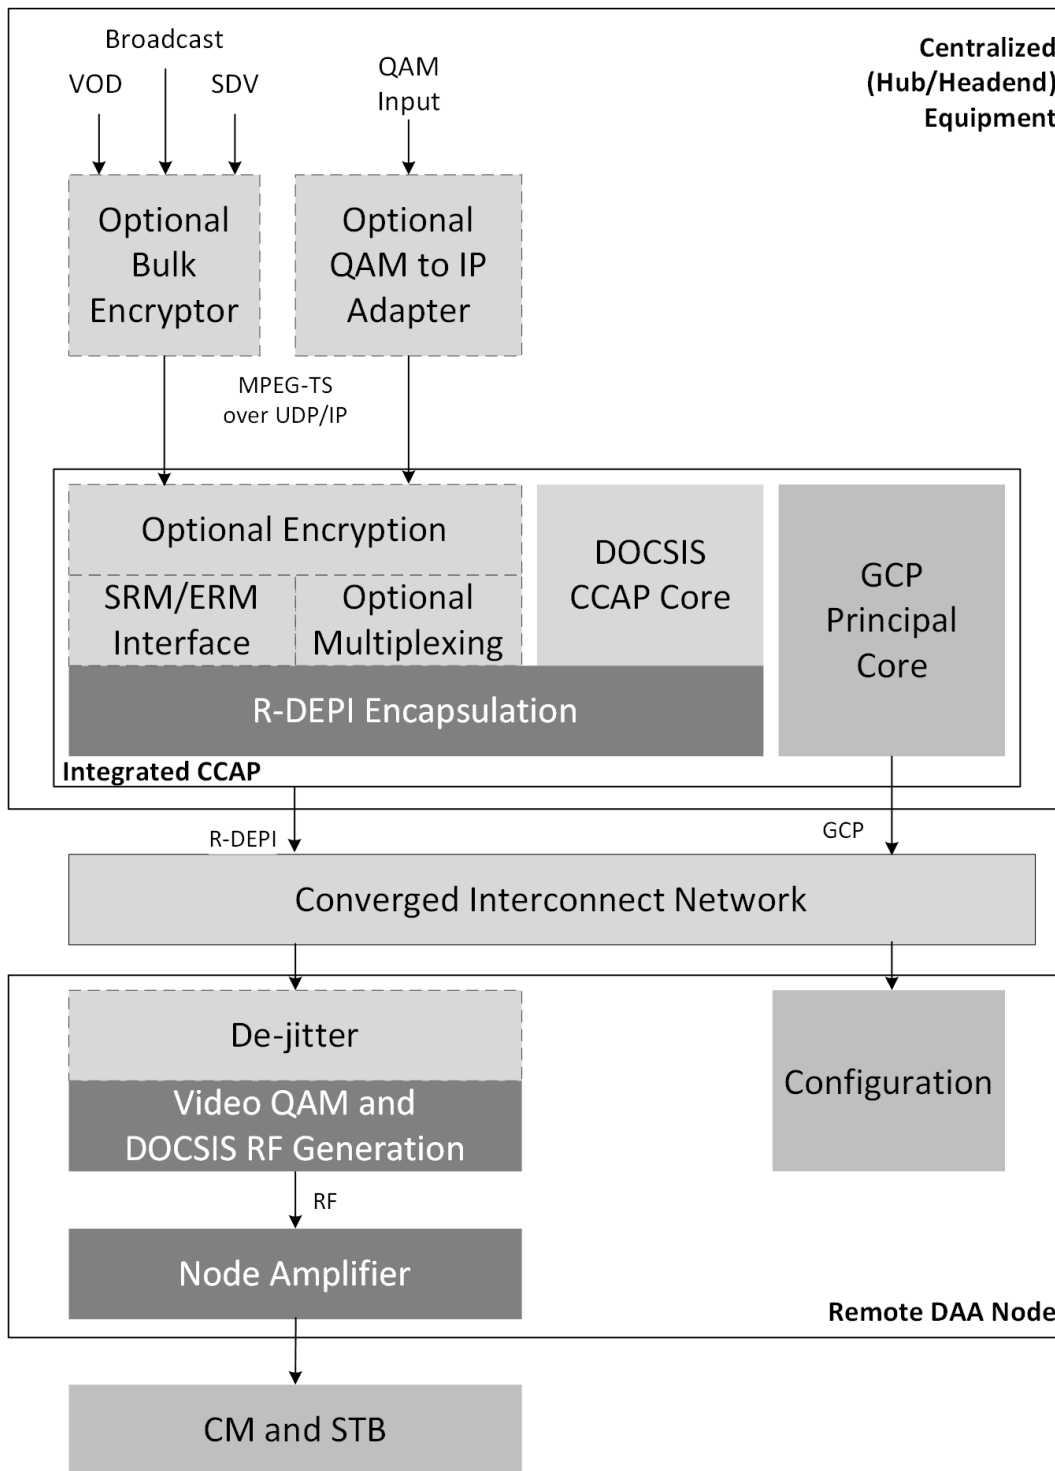 Centralized
(Hub/Headend)
Equipment
Broadcast
VOD
SDV
QAM
Input
Optional
Bulk
Encryptor
Optional
QAM to IP
Adapter
MPEG-TS
over UDP/IP
Optional Encryption
SRM/ERM
Interface
Optional
Multiplexing
DOCSIS
CCAP Core
GCP
Principal
Core
R-DEPI Encapsulation
Integrated CCAP
R-DEPI
GCP
Converged Interconnect Network
De-jitter
Video QAM and
DOCSIS RF Generation
Configuration
RF
Node Amplifier
Remote DAA Node
CM and STB